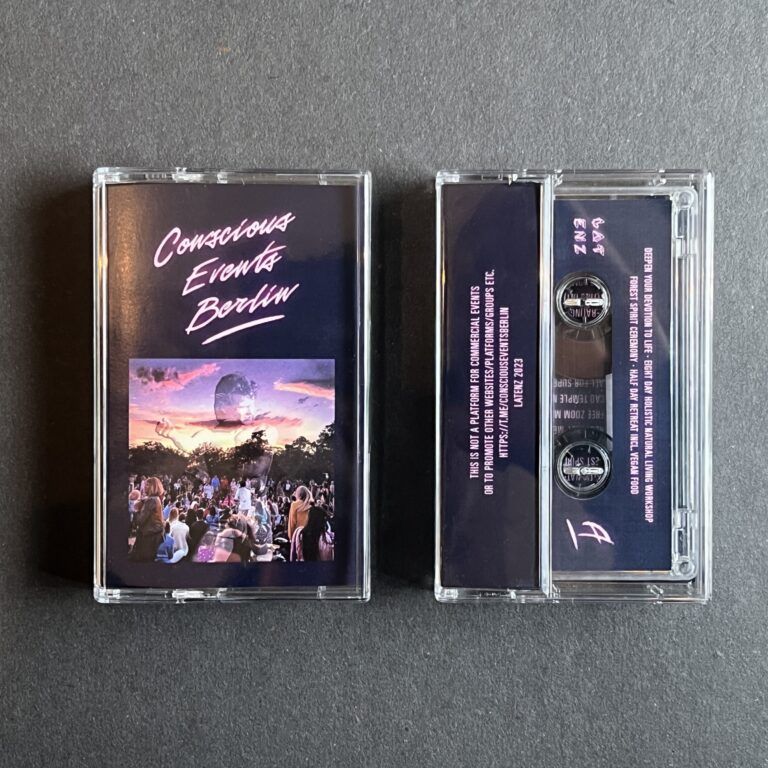 Conscious
Events
Berlin
THIS IS NOT A PLATFORM FOR COMMERCIAL EVENTS
OR TO PROMOTE OTHER WEBSITES/PLATFORMS/GROUPS ETC.
HTTPS://T.ME/CONSCIOUSEVENTSBERLIN
LATENZ 2023
LAT
ENZ
DEEPEN YOUR DEVOTION TO LIFE · EIGHT DAY HOLISTIC NATURAL LIVING WORKSHOP
FOREST SPIRIT CEREMONY · HALF DAY RETREAT INCL. VEGAN FOOD
A
FREE ZOOM